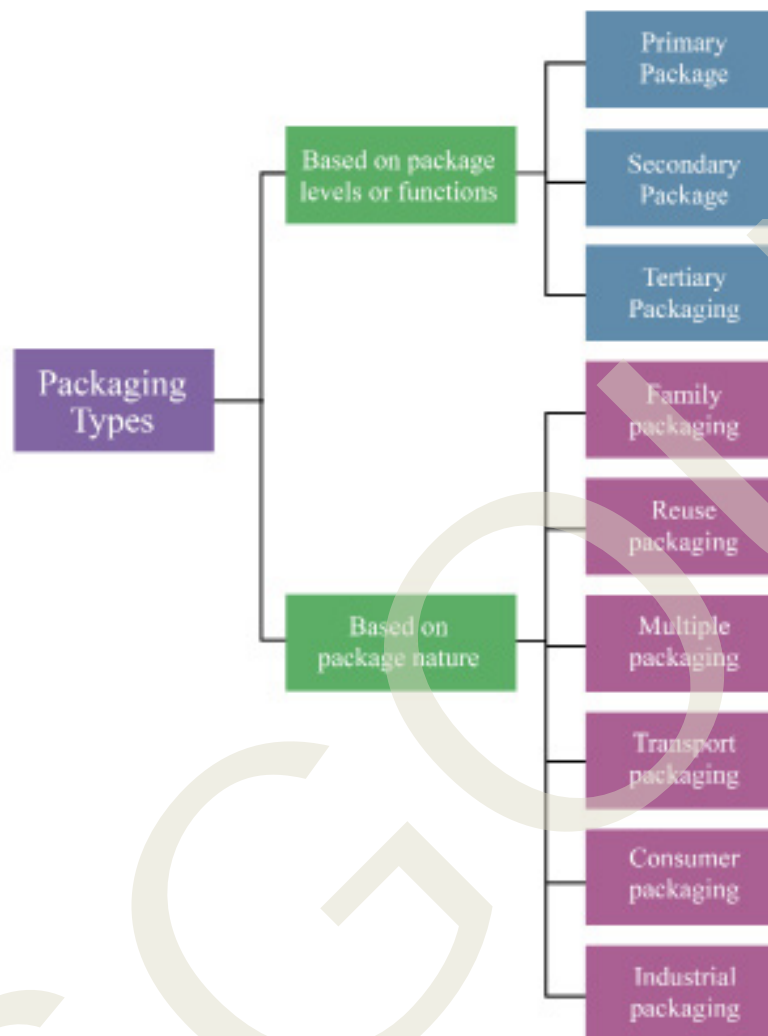 Packaging
Types
Based on package
levels or functions
Primary
Package
Secondary
Package
Tertiary
Packaging
Based on
package nature
Family
packaging
Reuse
packaging
Multiple
packaging
Transport
packaging
Consumer
packaging
Industrial
packaging